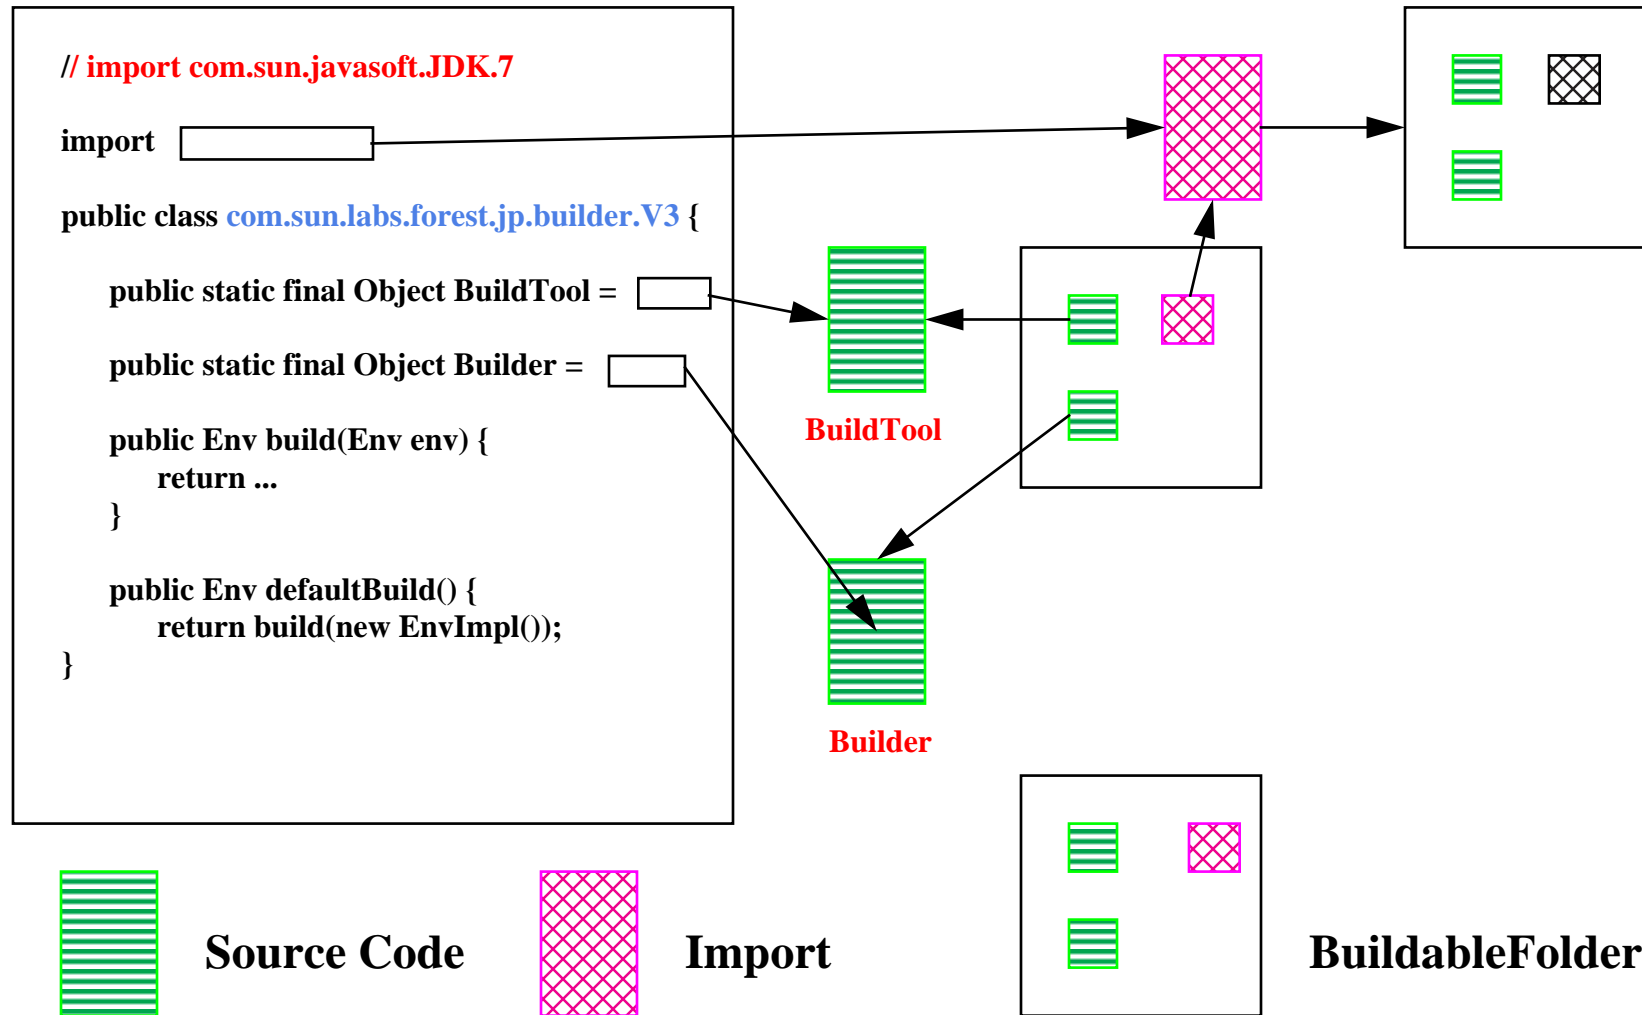 // import com.sun.javasoft.JDK.7
import
public class com.sun.labs.forest.jp.builder.V3 {
public static final Object BuildTool =
public static final Object Builder =
public Env build(Env env) {
return ...
}
public Env defaultBuild() {
return build(new EnvImpl());
}
BuildTool
Builder
Source Code
Import
BuildableFolder